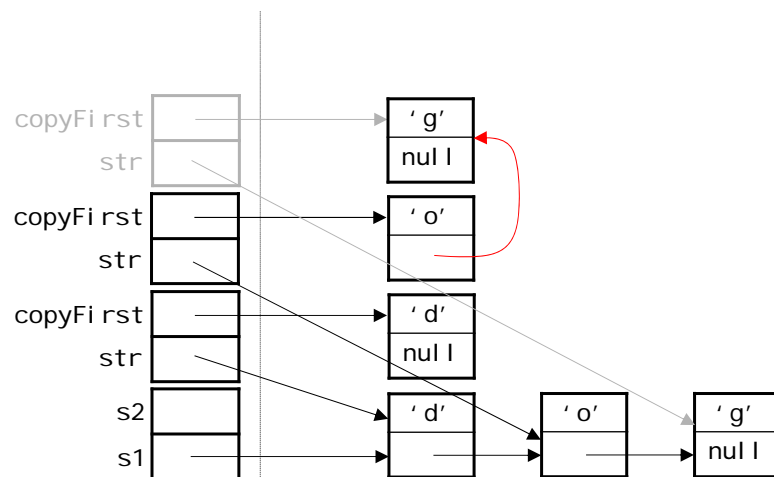 copyFirst
'g'
str
null
copyFirst
'o'
str
copyFirst
'd'
str
null
s2
'd'
'o'
'g'
s1
null